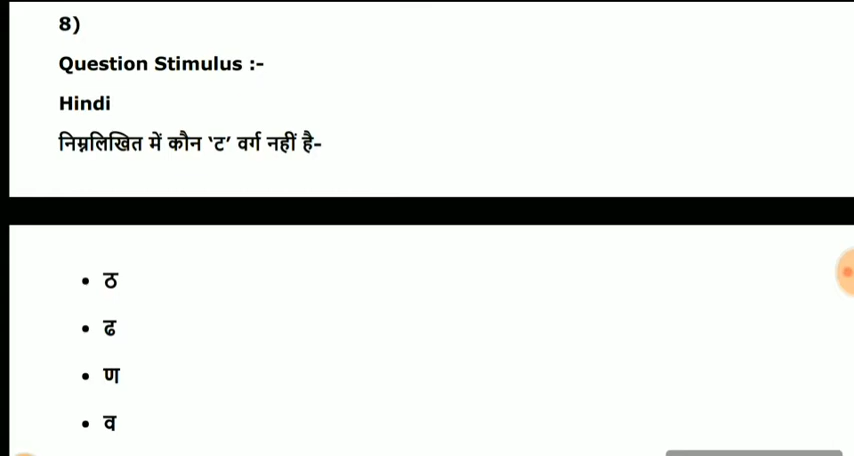 8)
Question Stimulus :-
Hindi
निम्नलिखित में कौन `ट’ वर्ग नहीं है-
• ठ
• ढ
• ण
• व